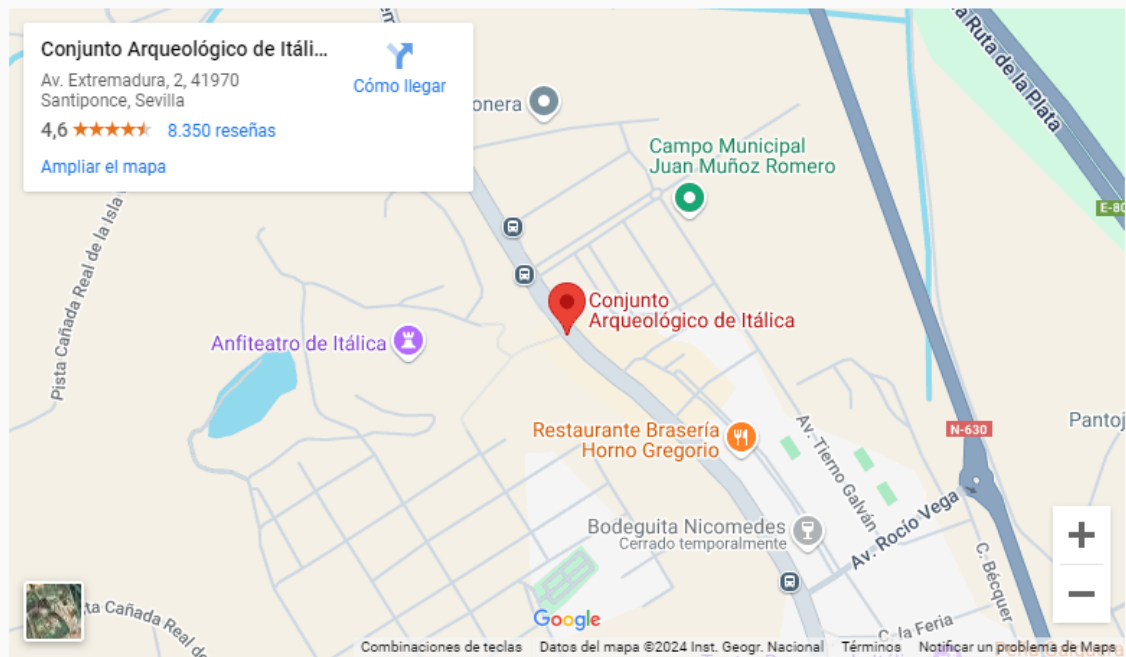 Conjunto Arqueológico de Itáli...
Av. Extremadura, 2, 41970
Santiponce, Sevilla
4,6
8.350 reseñas
Ampliar el mapa
Cómo llegar
la Ruta de la Plata
Campo Municipal
Juan Muñoz Romero
E-80
Pista Cañada Real de la Isla
Conjunto
Arqueológico de Itálica
Anfiteatro de Itálica
Restaurante Brasería
Horno Gregorio
N-630
Av. Tierno Galván
Bodeguita Nicomedes
Cerrado temporalmente
Av. Rocío Vega
C. Bécquer
+
−
ta Cañada Real de
C. la Feria
Google
Combinaciones de teclas
Datos del mapa ©2024 Inst. Geogr. Nacional
Términos
Notificar un problema de Maps